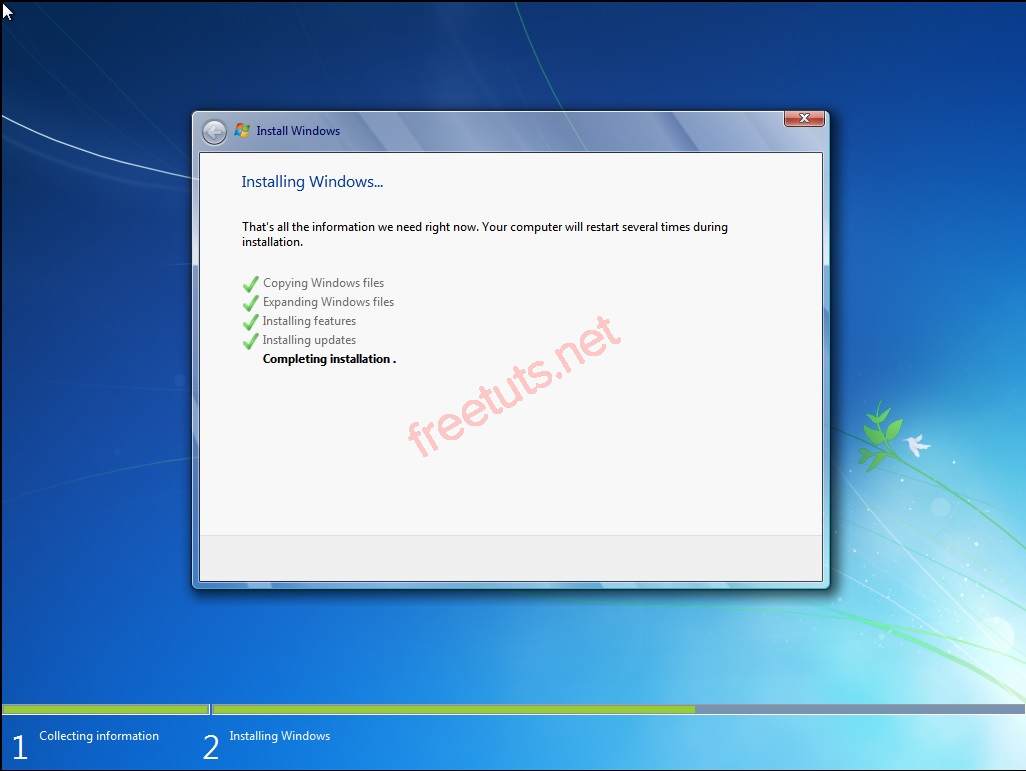 Install Windows
Installing Windows...
That's all the information we need right now. Your computer will restart several times during
installation.
Copying Windows files
Expanding Windows files
Installing features
Installing updates
Completing installation .
freetuts.net
1 Collecting information 2 Installing Windows